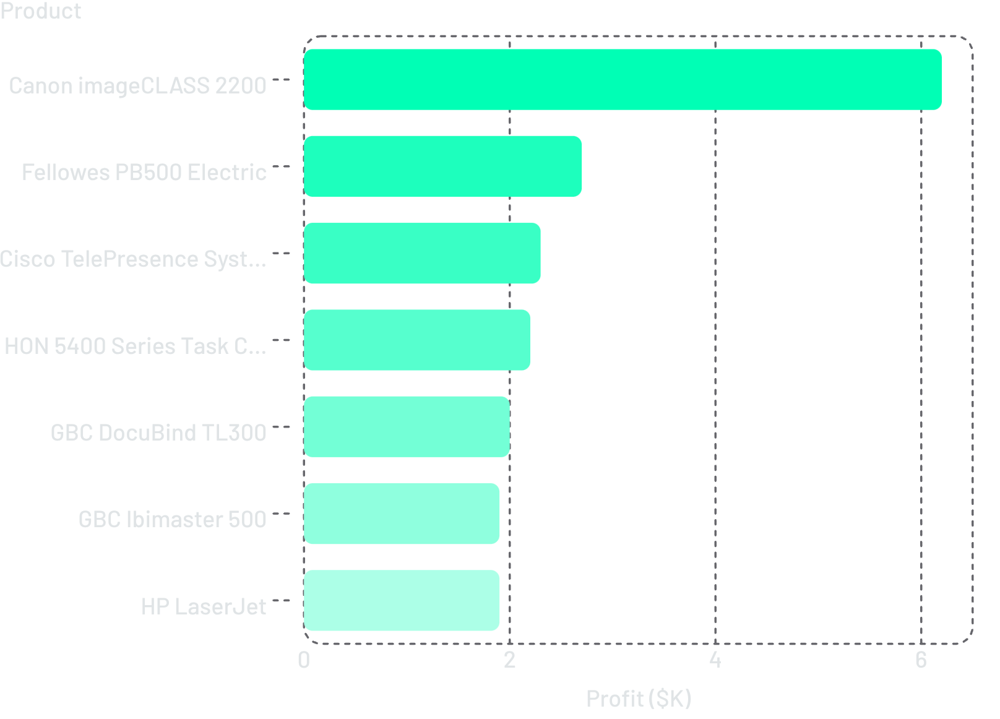 Product
Canon imageCLASS 2200
Fellowes PB500 Electric
Cisco TelePresence Syst...
HON 5400 Series Task C...
GBC DocuBind TL300
GBC Ibimaster 500
HP LaserJet
0 2 4 6
Profit ($K)